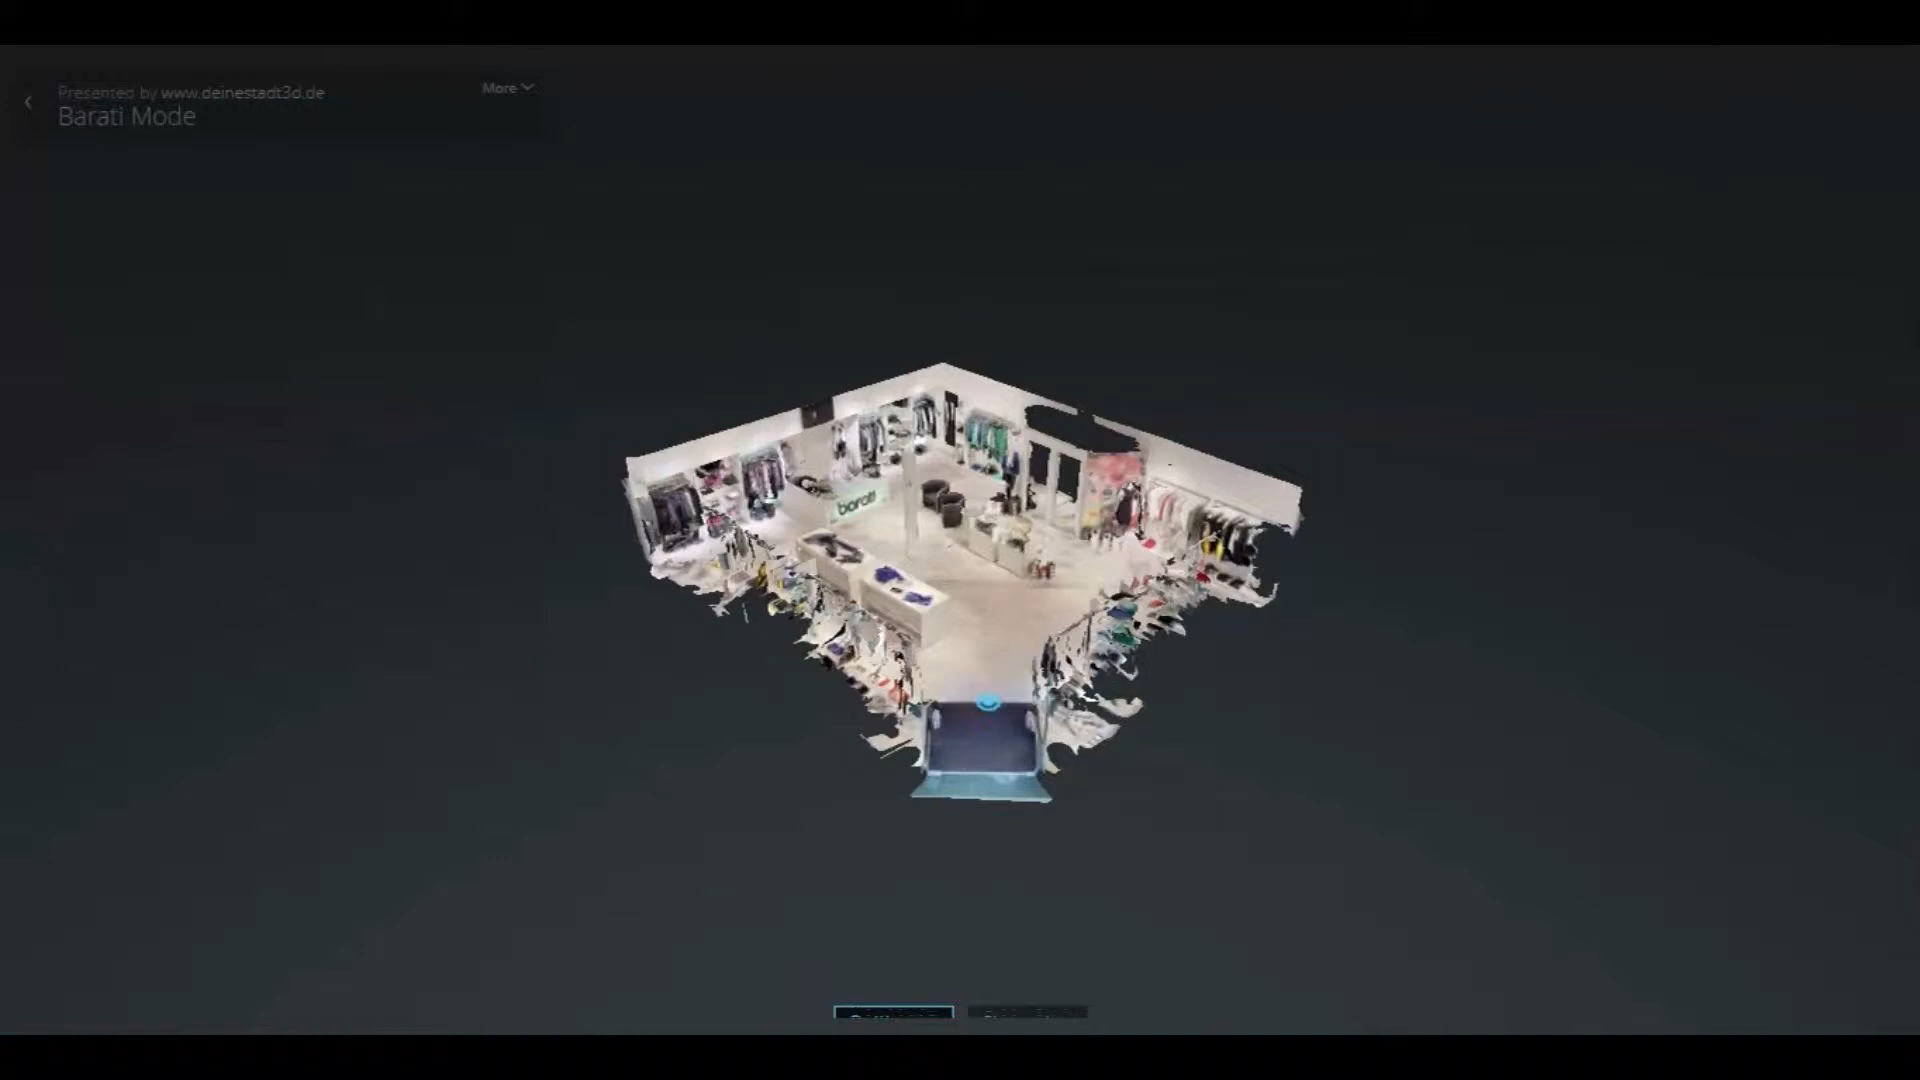 Presented by www.deinestadt3d.de
More
Barati Mode
barati